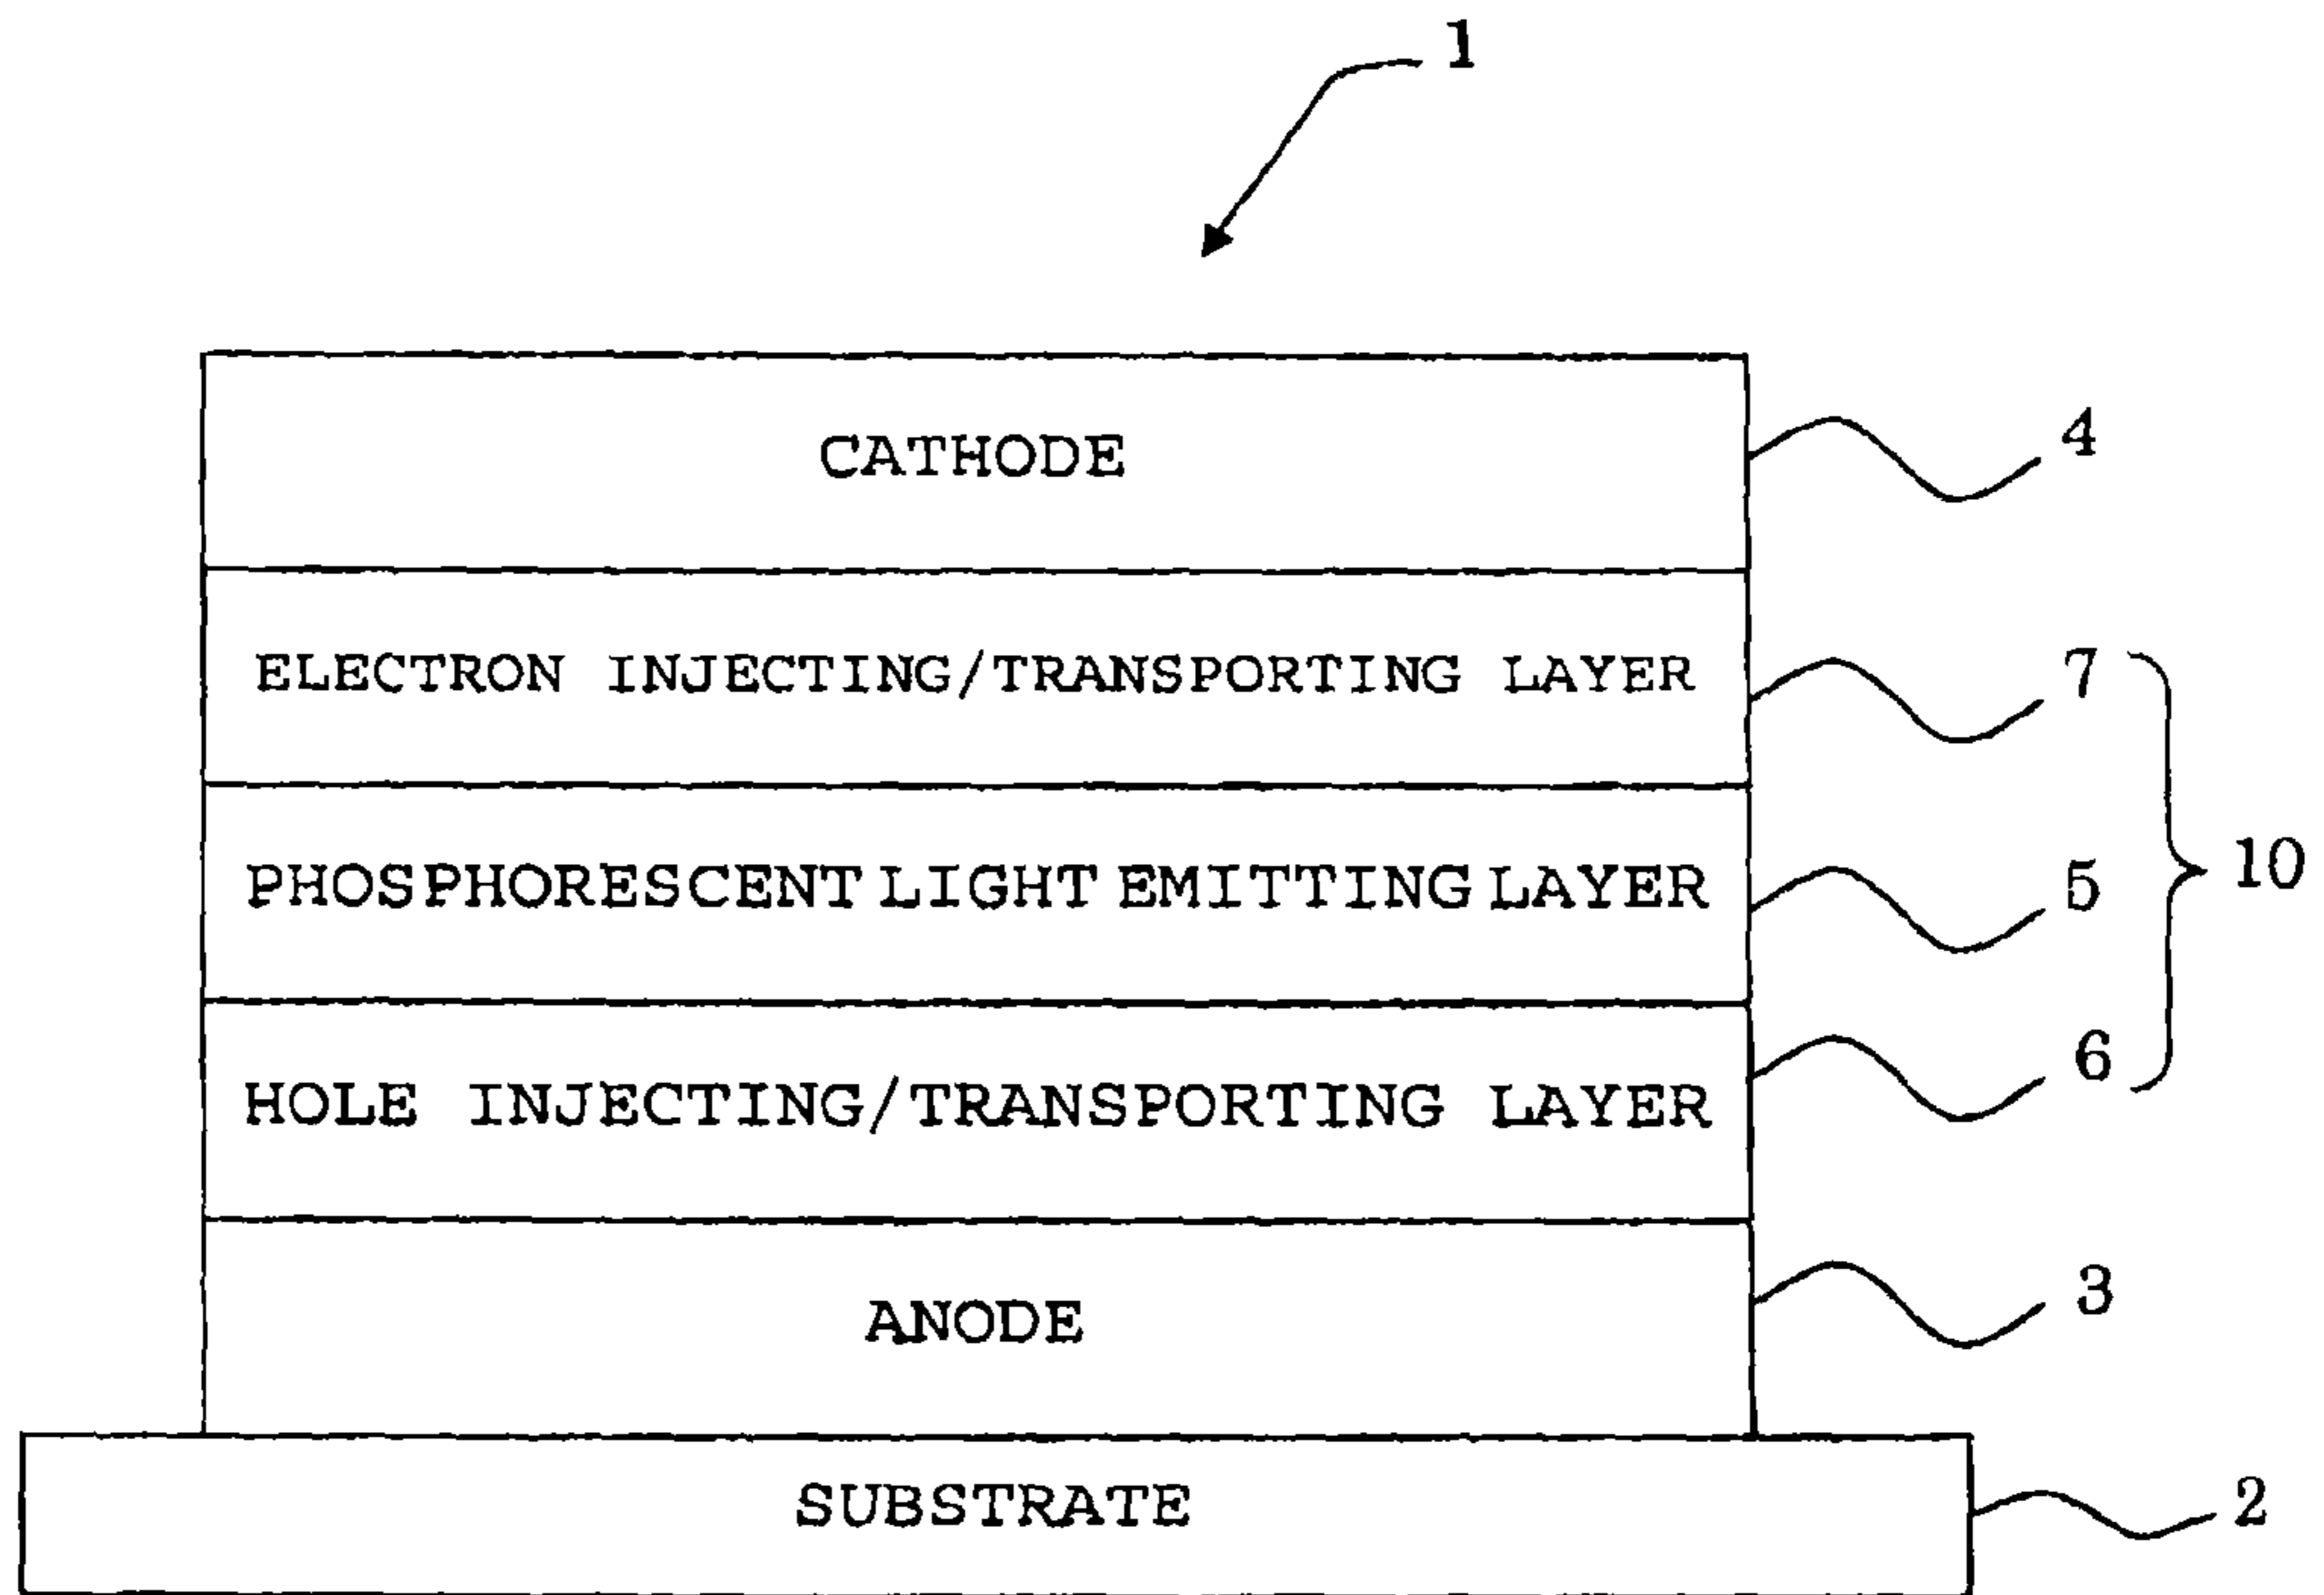 1
CATHODE 4
ELECTRON INJECTING/TRANSPORTING LAYER 7
PHOSPHORESCENT LIGHT EMITTING LAYER 5
10
HOLE INJECTING/TRANSPORTING LAYER 6
ANODE 3
SUBSTRATE 2